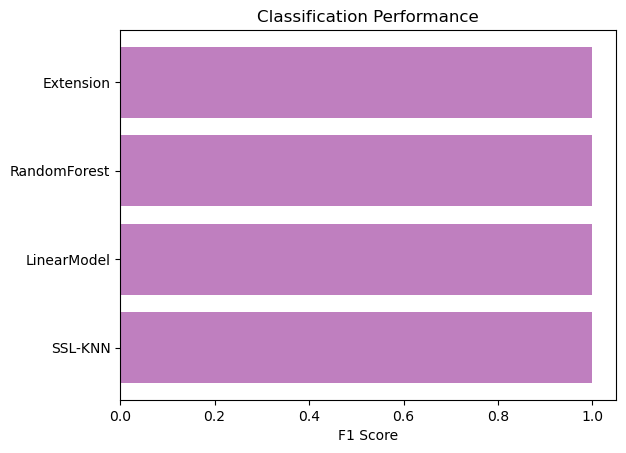 Classification Performance
Extension
RandomForest
LinearModel
SSL-KNN
0.0 0.2 0.4 0.6 0.8 1.0
F1 Score